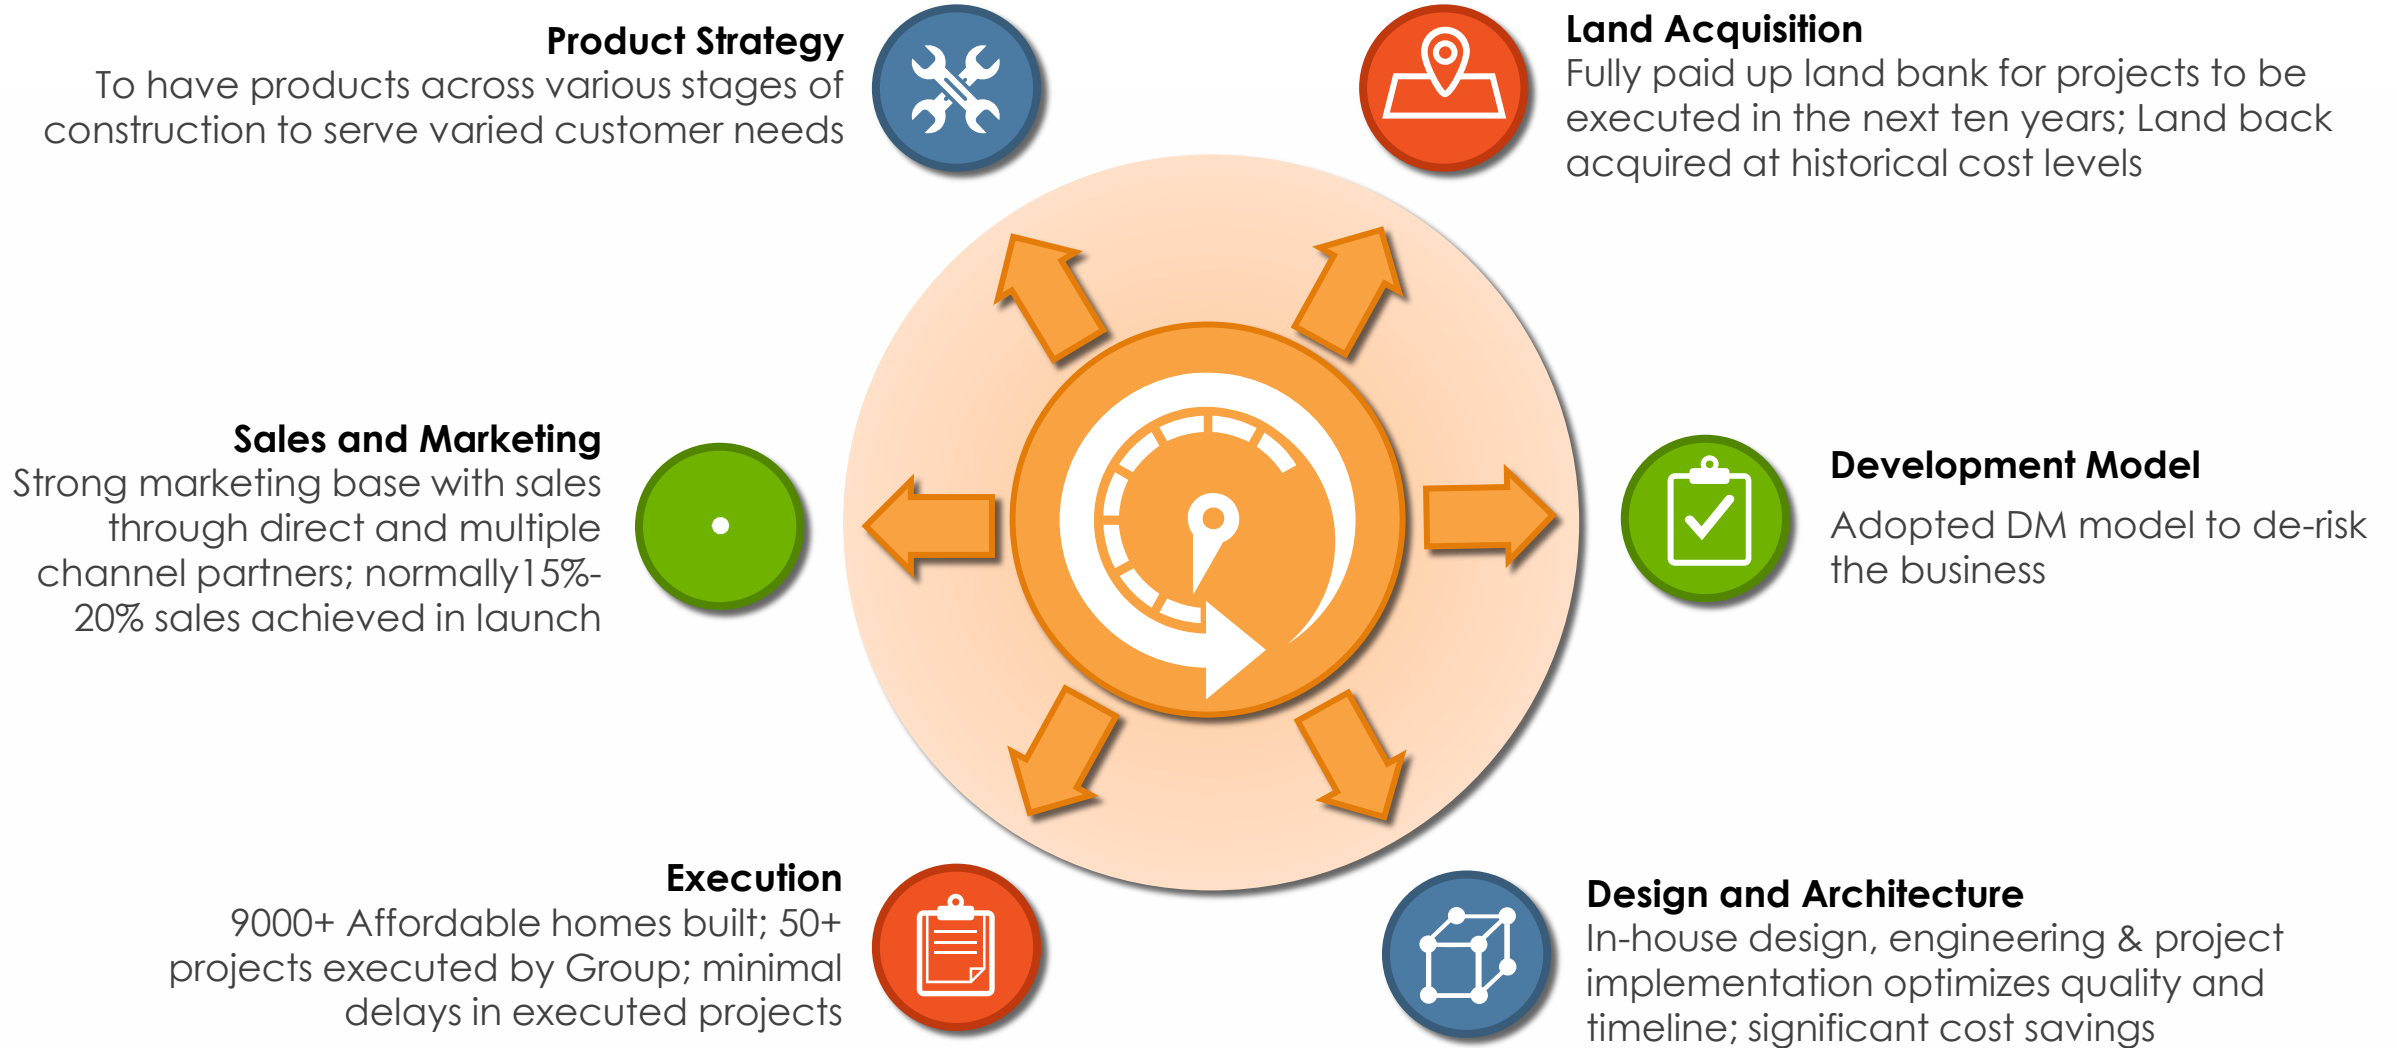 Product Strategy
To have products across various stages of
construction to serve varied customer needs
Land Acquisition
Fully paid up land bank for projects to be
executed in the next ten years; Land back
acquired at historical cost levels
Sales and Marketing
Strong marketing base with sales
through direct and multiple
channel partners; normally15%-
20% sales achieved in launch
Development Model
Adopted DM model to de-risk
the business
Execution
9000+ Affordable homes built; 50+
projects executed by Group; minimal
delays in executed projects
Design and Architecture
In-house design, engineering & project
implementation optimizes quality and
timeline; significant cost savings